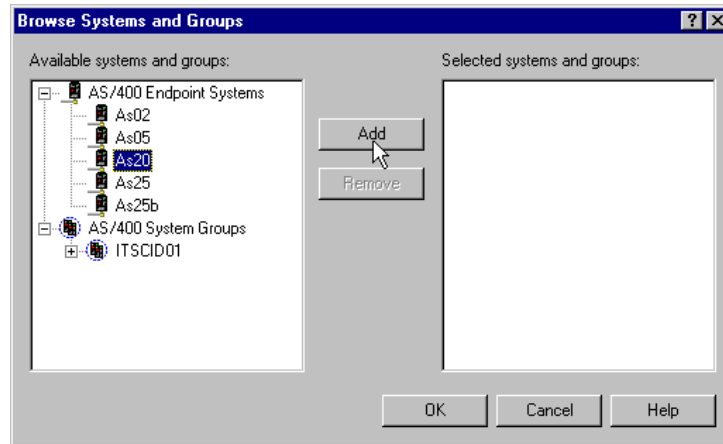 Browse Systems and Groups
Available systems and groups:
Selected systems and groups:
AS/400 Endpoint Systems
As02
As05
As20
As25
As25b
AS/400 System Groups
ITSCID01
Add
Remove
OK
Cancel
Help